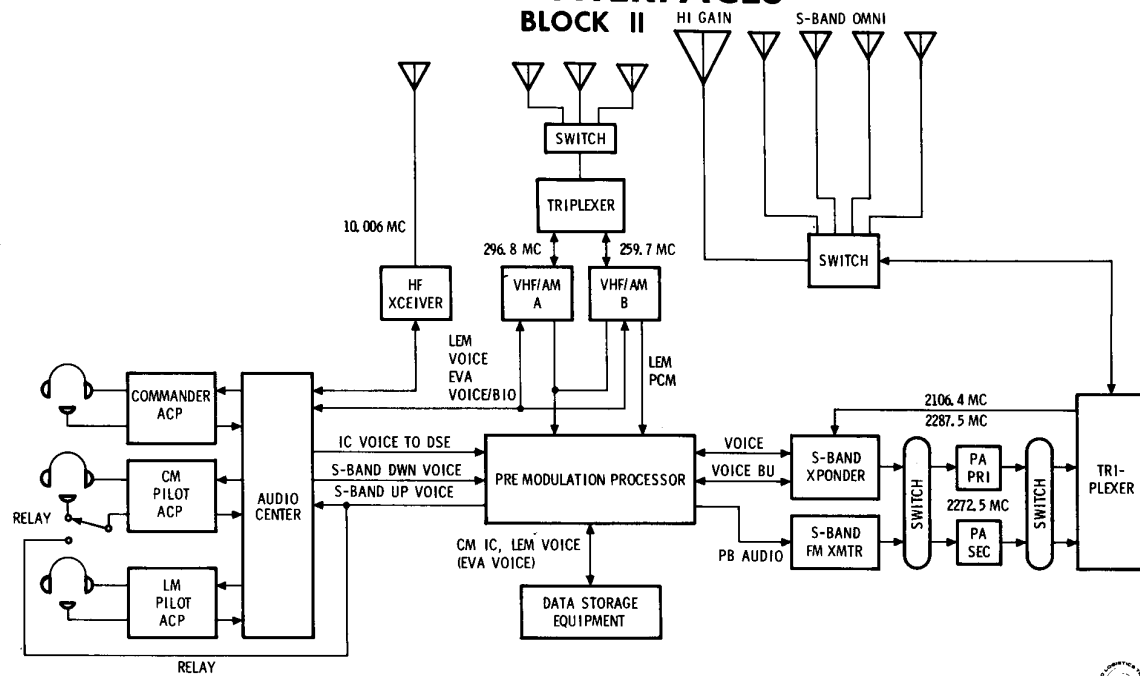 BLOCK II
HI GAIN
S-BAND OMNI
SWITCH
TRIPLEXER
10.006 MC
296.8 MC
259.7 MC
SWITCH
HF
XCEIVER
VHF/AM
A
VHF/AM
B
LEM
VOICE
EVA
VOICE/BIO
LEM
PCM
COMMANDER
ACP
CM
PILOT
ACP
RELAY
LM
PILOT
ACP
RELAY
AUDIO
CENTER
IC VOICE TO DSE
S-BAND DWN VOICE
S-BAND UP VOICE
PRE MODULATION PROCESSOR
CM IC, LEM VOICE
(EVA VOICE)
DATA STORAGE
EQUIPMENT
VOICE
VOICE BU
PB AUDIO
2106.4 MC
2287.5 MC
S-BAND
XPONDER
S-BAND
FM XMTR
SWITCH
PA
PRI
2272.5 MC
PA
SEC
SWITCH
TRI-
PLEXER